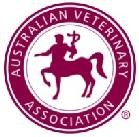 AUSTRALIAN VETERINARY
ASSOCIATION
®